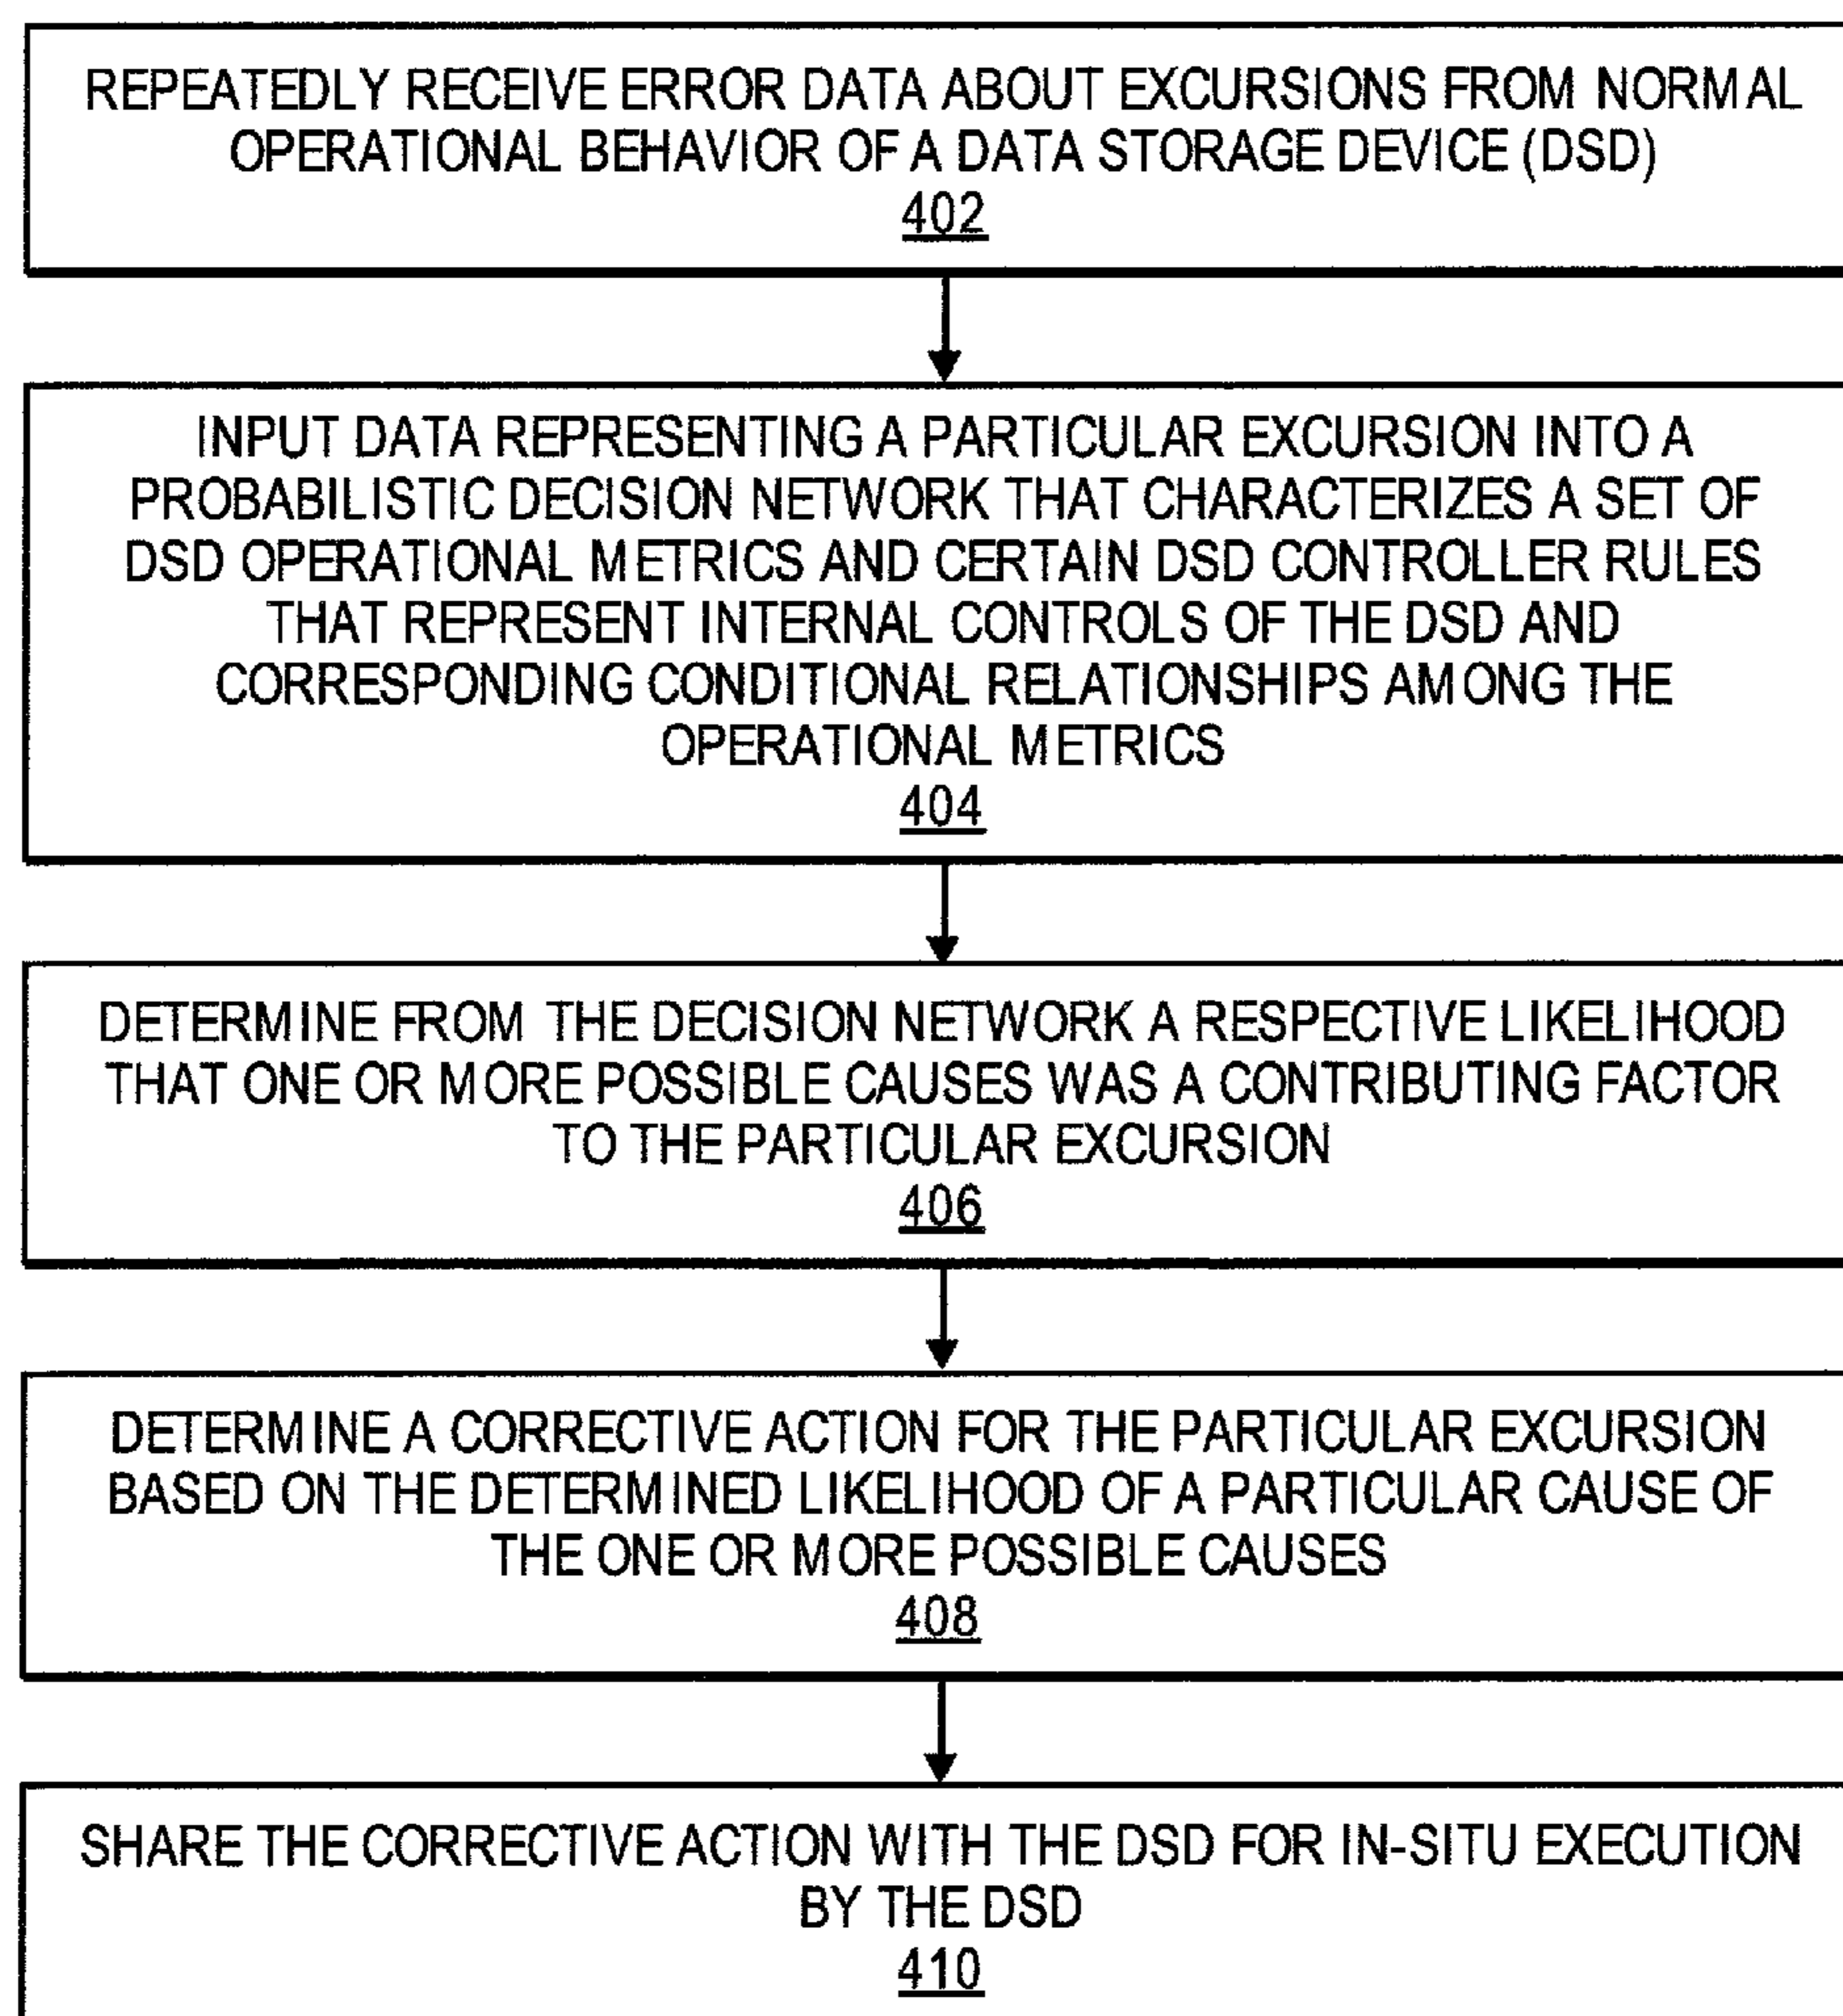 REPEATEDLY RECEIVE ERROR DATA ABOUT EXCURSIONS FROM NORMAL
OPERATIONAL BEHAVIOR OF A DATA STORAGE DEVICE (DSD)
402
INPUT DATA REPRESENTING A PARTICULAR EXCURSION INTO A
PROBABILISTIC DECISION NETWORK THAT CHARACTERIZES A SET OF
DSD OPERATIONAL METRICS AND CERTAIN DSD CONTROLLER RULES
THAT REPRESENT INTERNAL CONTROLS OF THE DSD AND
CORRESPONDING CONDITIONAL RELATIONSHIPS AMONG THE
OPERATIONAL METRICS
404
DETERMINE FROM THE DECISION NETWORK A RESPECTIVE LIKELIHOOD
THAT ONE OR MORE POSSIBLE CAUSES WAS A CONTRIBUTING FACTOR
TO THE PARTICULAR EXCURSION
406
DETERMINE A CORRECTIVE ACTION FOR THE PARTICULAR EXCURSION
BASED ON THE DETERMINED LIKELIHOOD OF A PARTICULAR CAUSE OF
THE ONE OR MORE POSSIBLE CAUSES
408
SHARE THE CORRECTIVE ACTION WITH THE DSD FOR IN-SITU EXECUTION
BY THE DSD
410